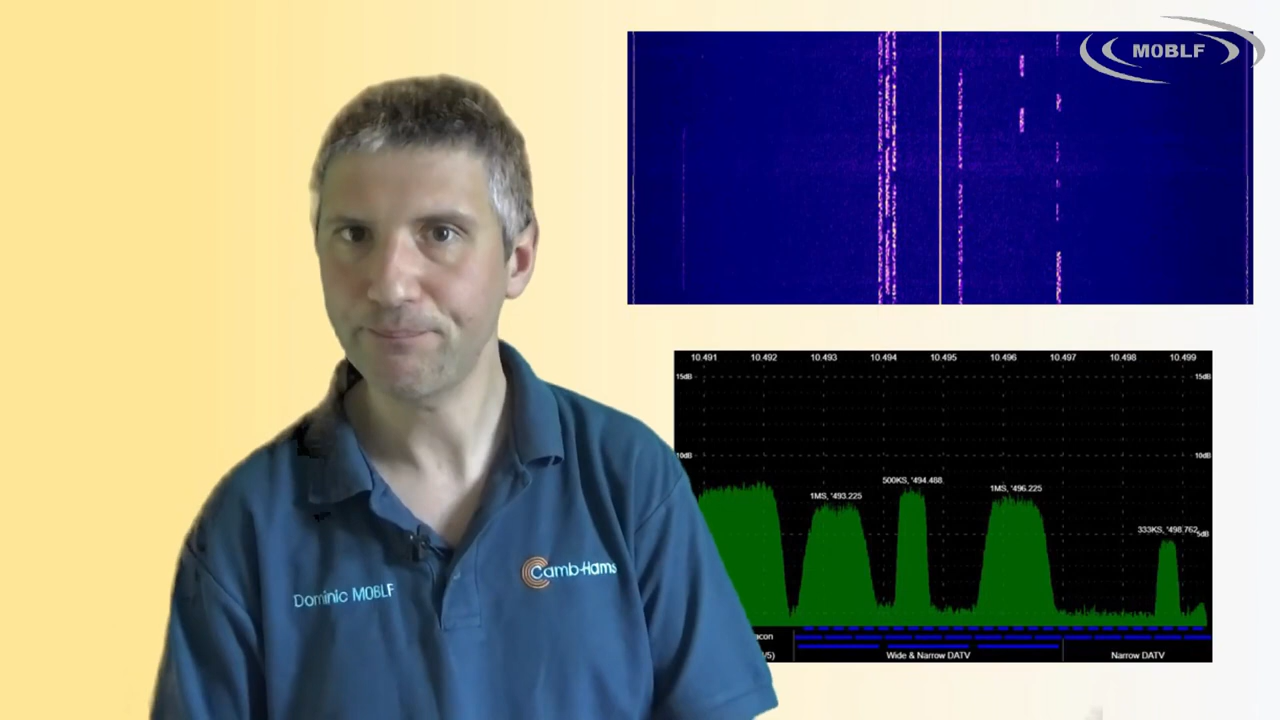 M0BLF
10.491 10.492 10.493 10.494 10.495 10.496 10.497 10.498 10.499
15dB 15dB
10dB 10dB
500KS, '494.488
1MS, '493.225 1MS, '496.225
333KS, '498.762
5dB
Camb-Hams
Dominic M0BLF
acon
/5)
Wide & Narrow DATV
Narrow DATV